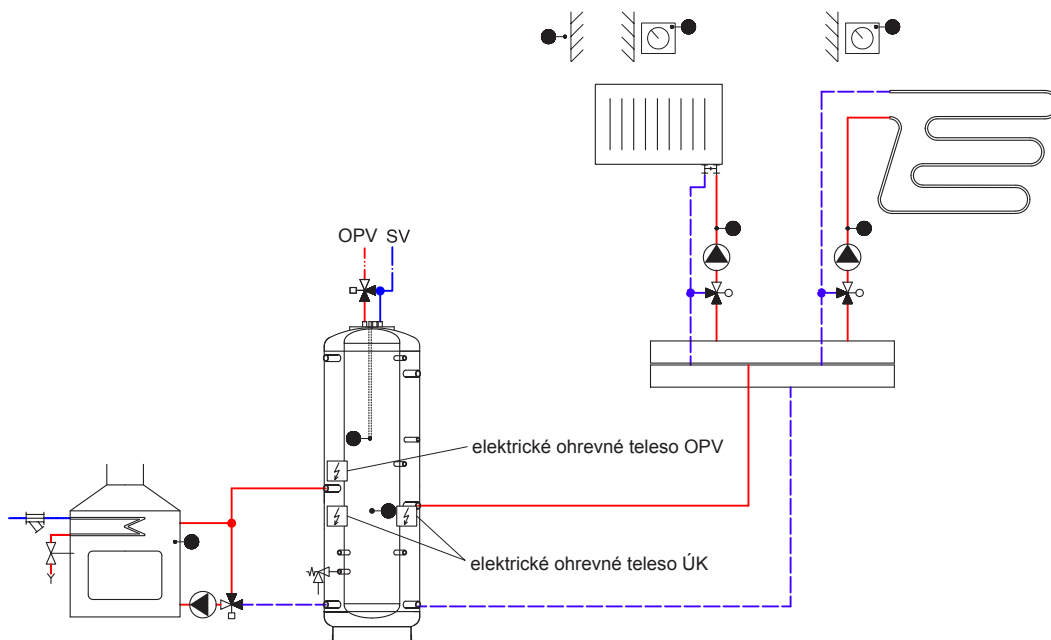 OPV SV
elektrické ohrevné teleso OPV
elektrické ohrevné teleso ÚK